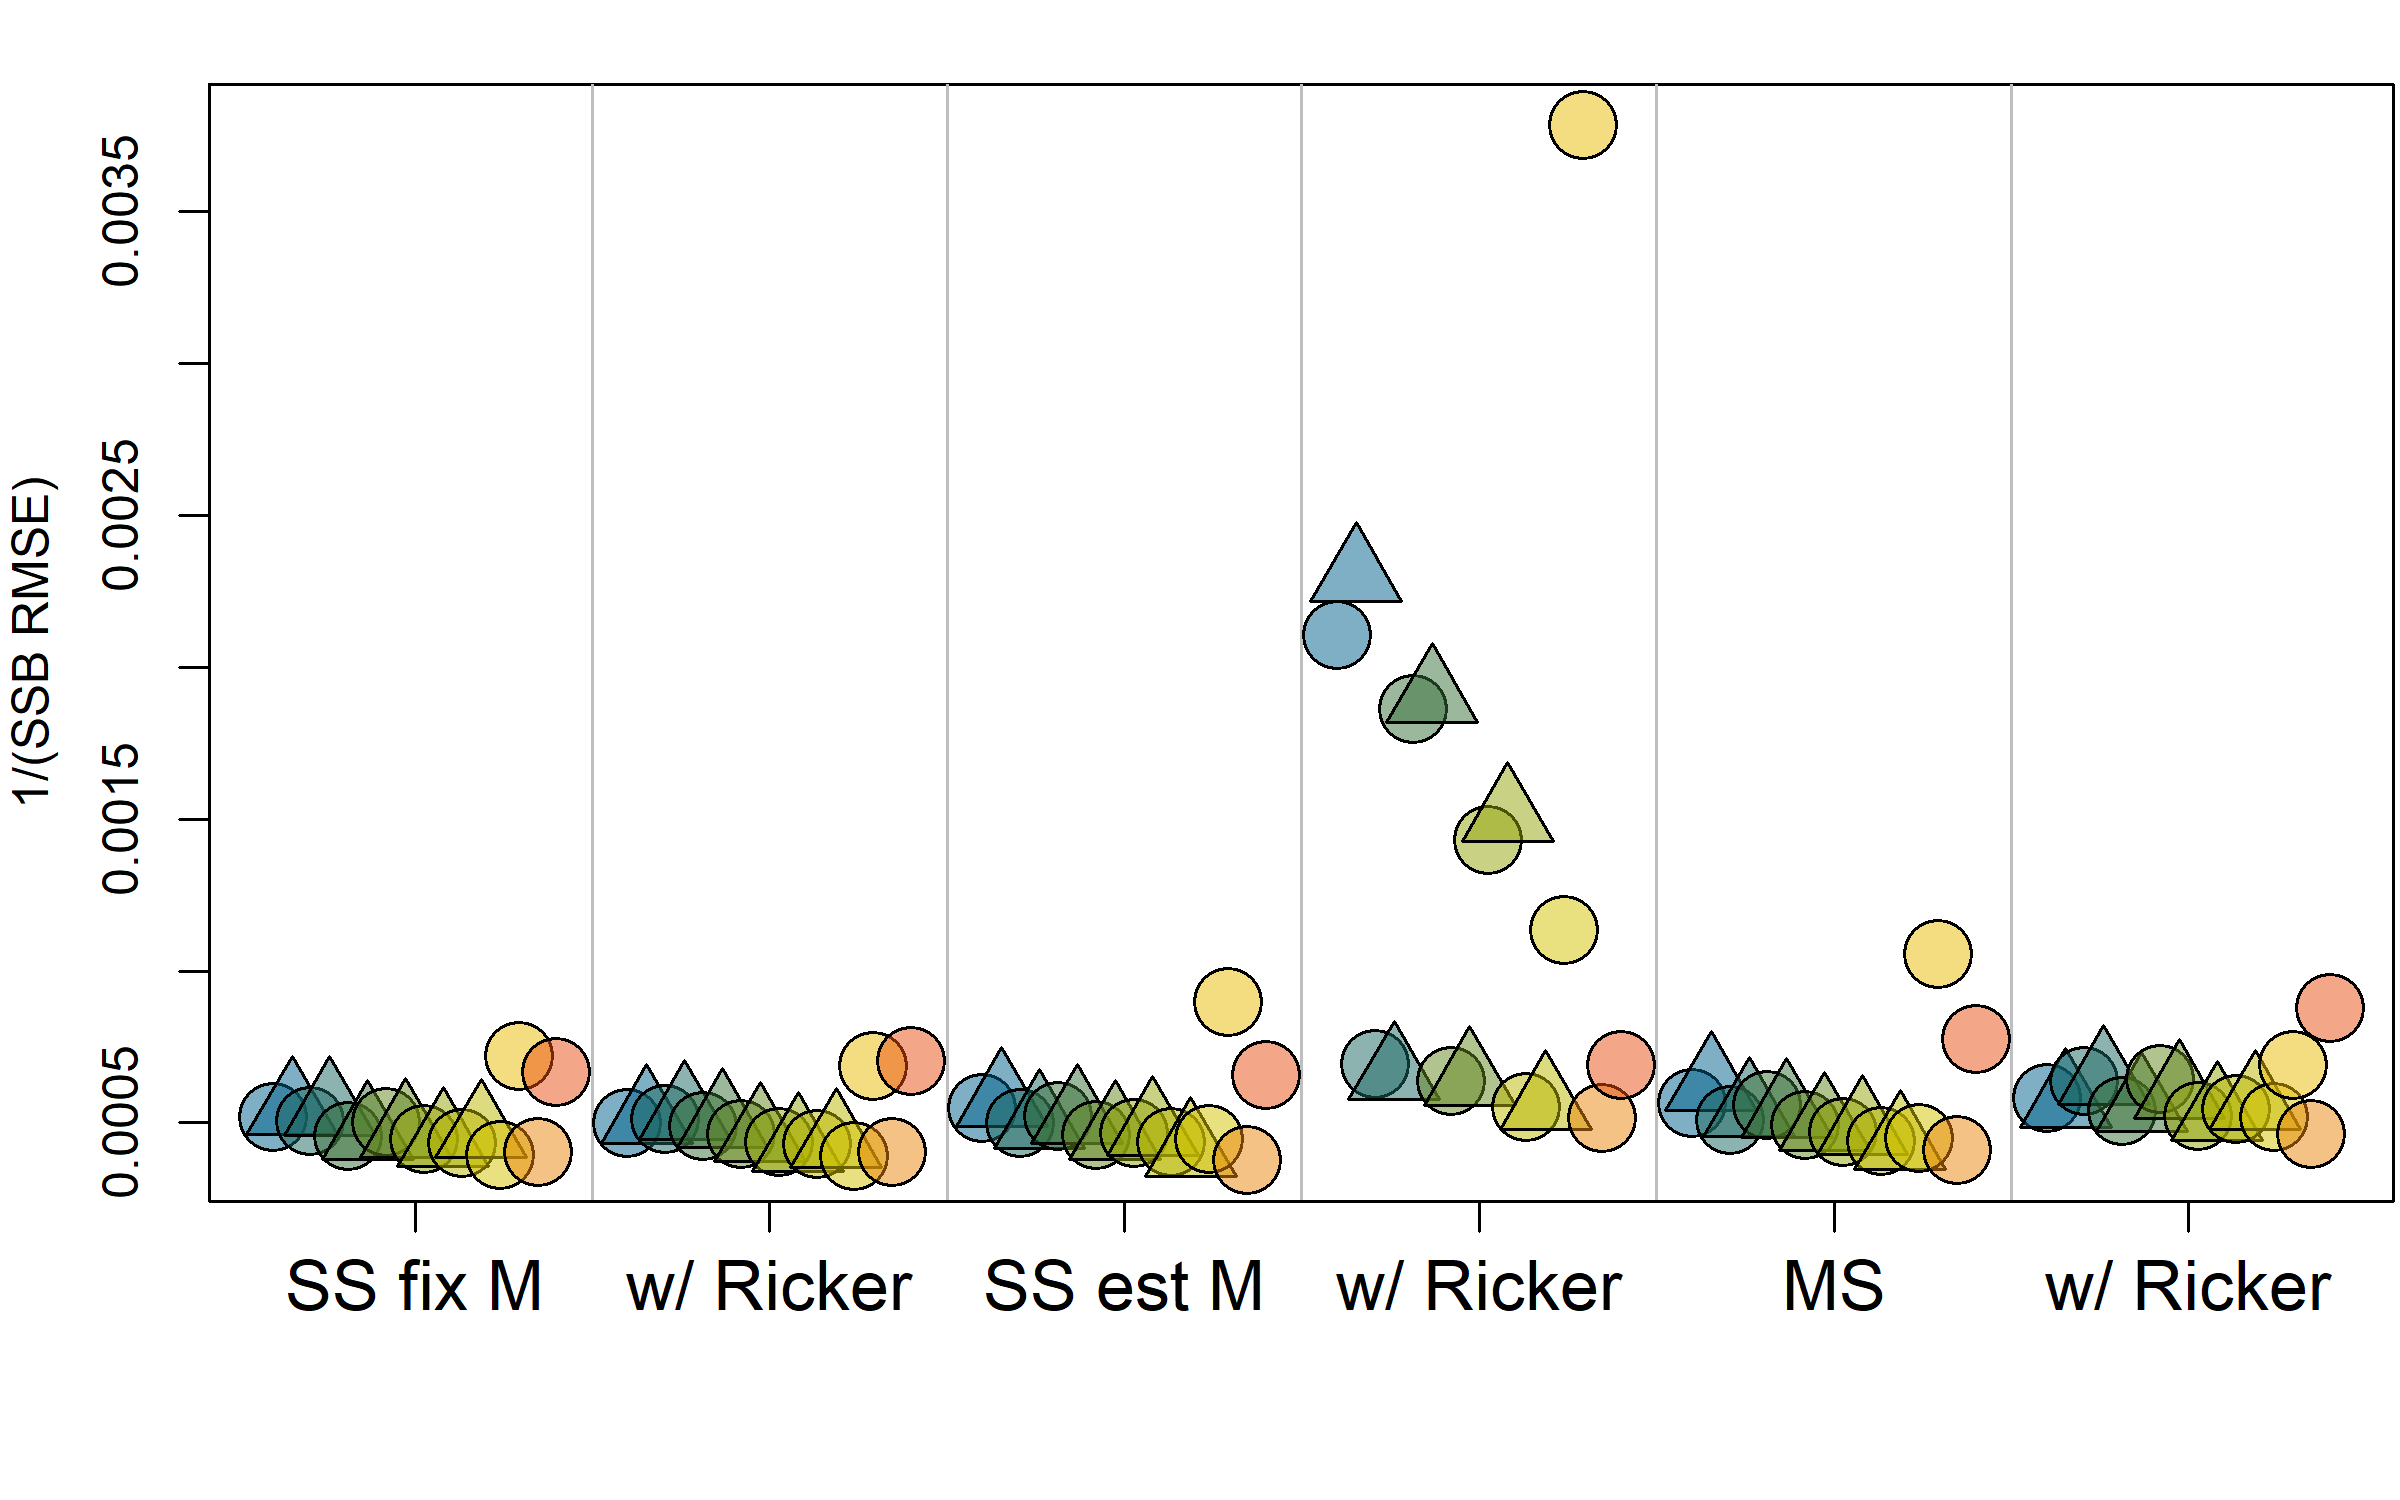 1/(SSB RMSE)
0.0035
0.0025
0.0015
0.0005
SS fix M
w/ Ricker
SS est M
w/ Ricker
MS
w/ Ricker